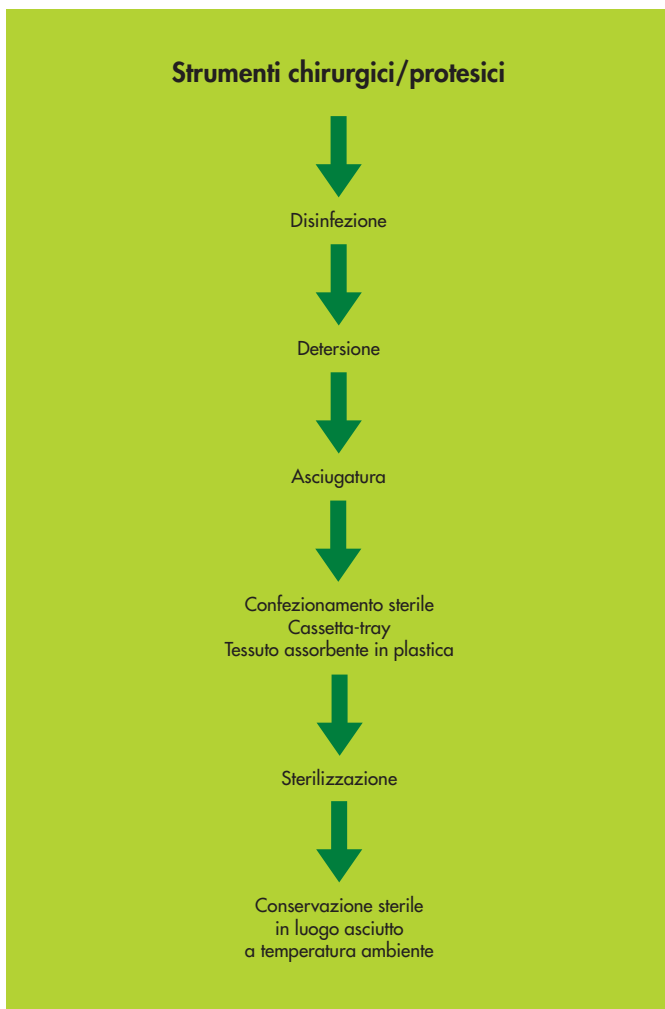 Strumenti chirurgici/protesici
Disinfezione
Detersione
Asciugatura
Confezionamento sterile
Cassetta-tray
Tessuto assorbente in plastica
Sterilizzazione
Conservazione sterile
in luogo asciutto
a temperatura ambiente